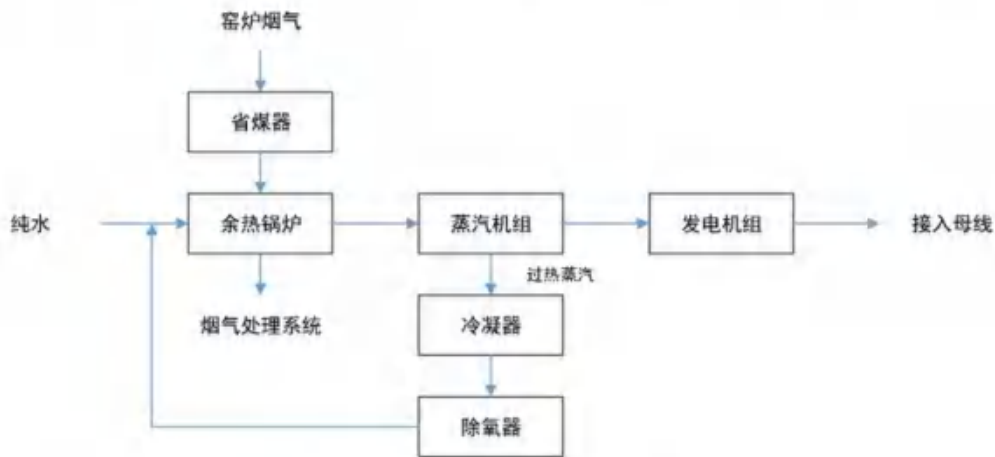 窑炉烟气
省煤器
纯水
余热锅炉
蒸汽机组
发电机组
接入母线
过热蒸汽
烟气处理系统
冷凝器
除氧器